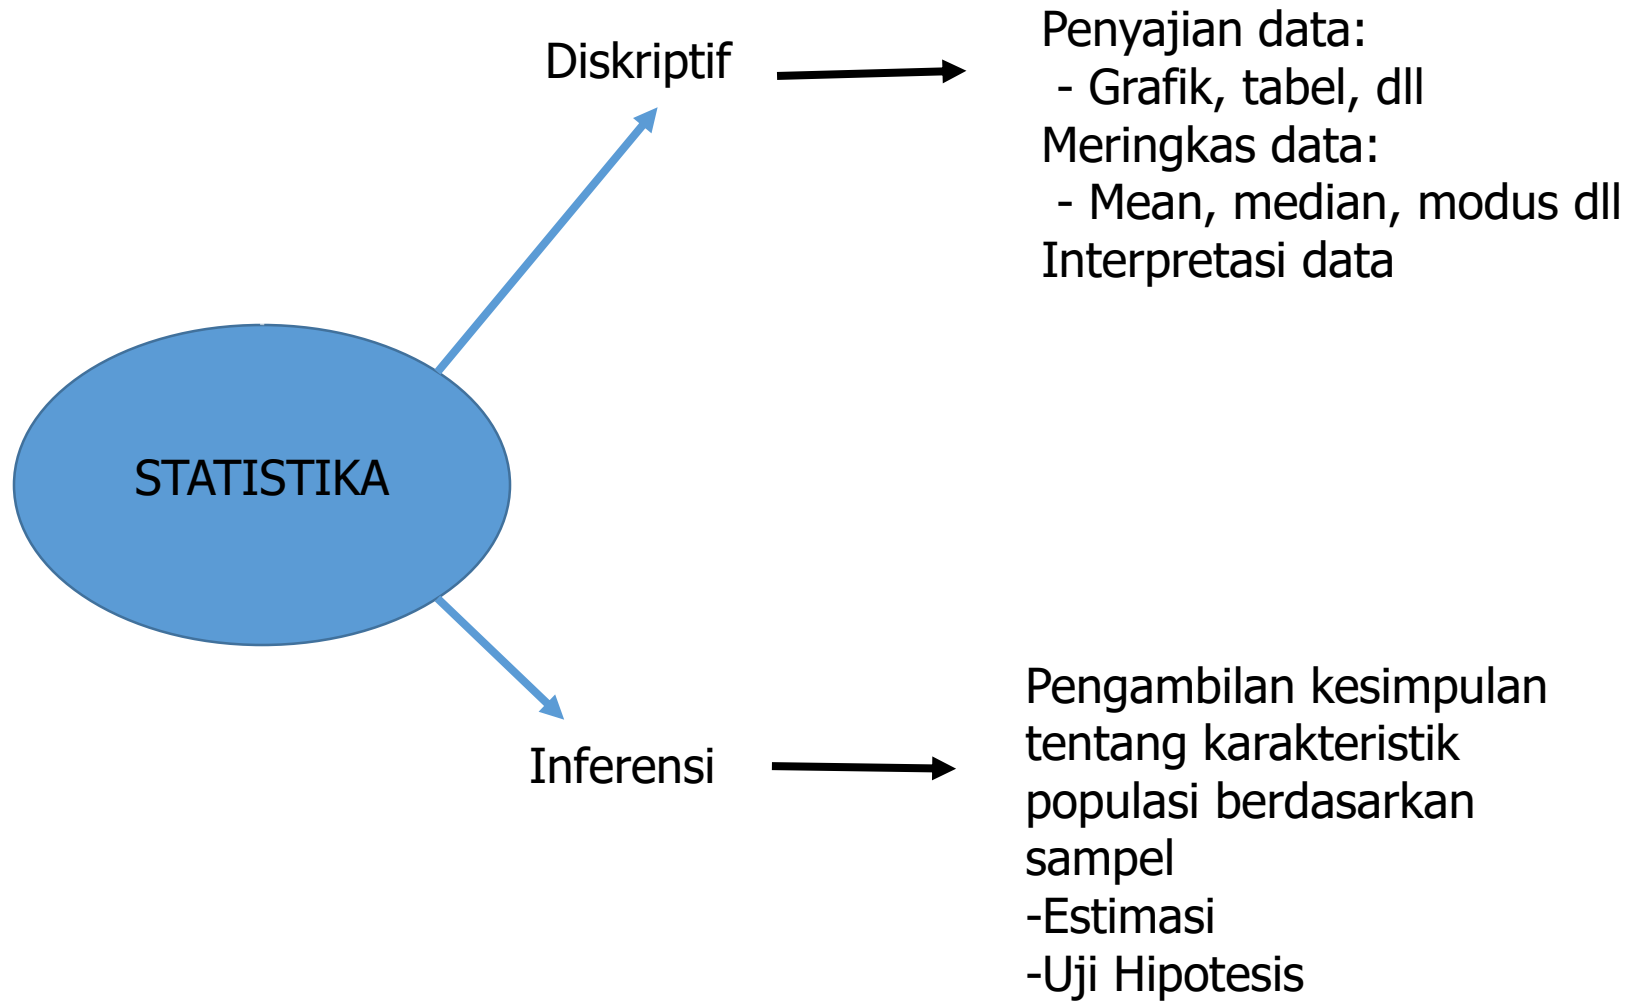 Diskriptif
Penyajian data:
- Grafik, tabel, dll
Meringkas data:
- Mean, median, modus dll
Interpretasi data
STATISTIKA
Inferensi
Pengambilan kesimpulan
tentang karakteristik
populasi berdasarkan
sampel
-Estimasi
-Uji Hipotesis